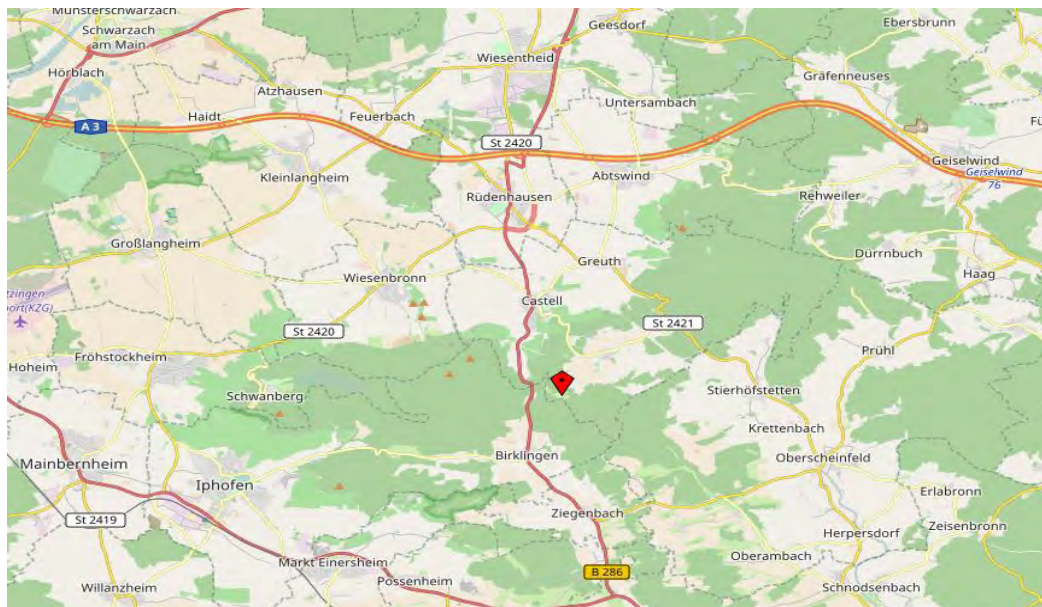 Münsterschwarzach
Geesdorf
Ebersbrunn
Schwarzach
am Main
Wiesentheid
Hörblach
Gräfenneuses
Atzhausen
Untersambach
Haidt
Feuerbach
A 3
St 2420
Geiselwind
Geiselwind
76
Kleinlangheim
Abtswind
Rüdenhausen
Rehweiler
Großlangheim
Dürrnbuch
Greuth
Wiesenbronn
Haag
Castell
port(KZG)
St 2420
St 2421
Fröhstockheim
Prühl
Hoheim
Schwanberg
Stierhöfstetten
Krettenbach
Birklingen
Mainbernheim
Oberscheinfeld
Iphofen
Erlabronn
Ziegenbach
St 2419
Zeisenbronn
Herpersdorf
Oberambach
Markt Einersheim
B 286
Possenheim
Willanzheim
Schnodsenbach